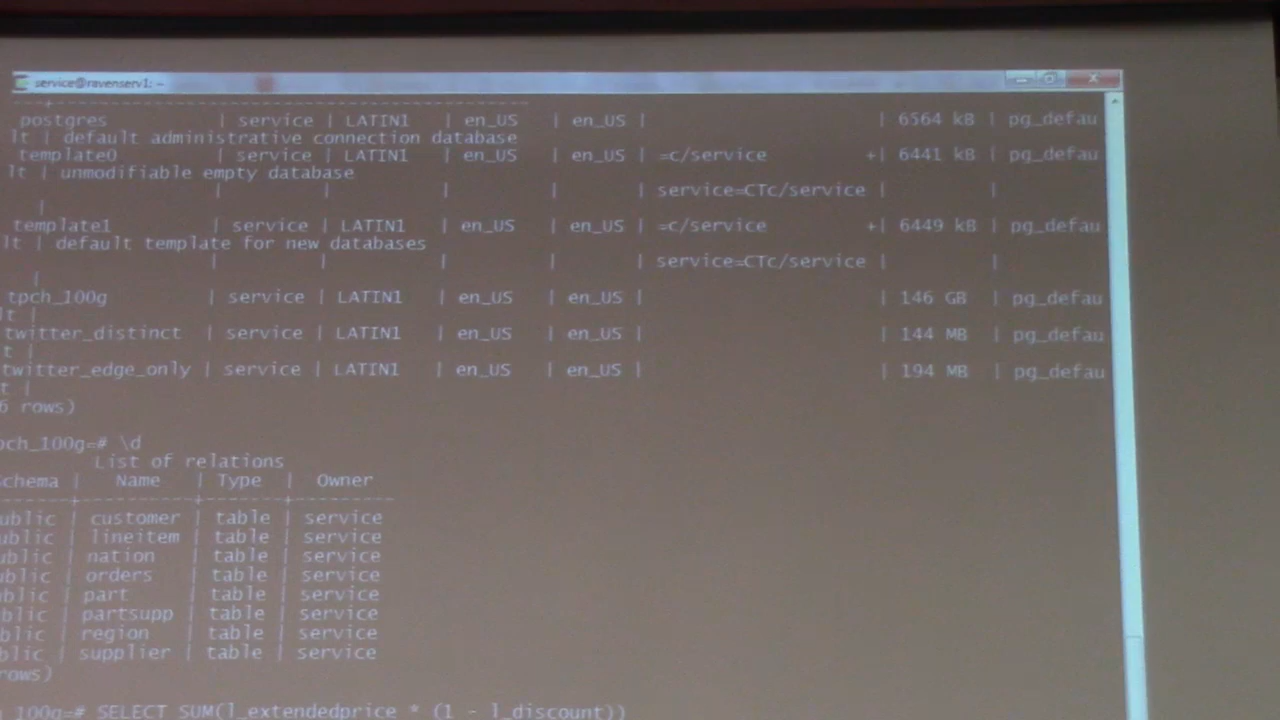 service@ravenserv1: ~
postgres | service | LATIN1 | en_US | en_US | | 6564 kB | pg_defau
lt | default administrative connection database
template0 | service | LATIN1 | en_US | en_US | =c/service +| 6441 kB | pg_defau
lt | unmodifiable empty database
| | | | | service=CTc/service | |
|
template1 | service | LATIN1 | en_US | en_US | =c/service +| 6449 kB | pg_defau
lt | default template for new databases
| | | | | service=CTc/service | |
|
tpch_100g | service | LATIN1 | en_US | en_US | | 146 GB | pg_defau
lt |
twitter_distinct | service | LATIN1 | en_US | en_US | | 144 MB | pg_defau
t |
twitter_edge_only | service | LATIN1 | en_US | en_US | | 194 MB | pg_defau
t |
6 rows)
pch_100g=# \d
List of relations
chema | Name | Type | Owner
ublic | customer | table | service
ublic | lineitem | table | service
ublic | nation | table | service
ublic | orders | table | service
ublic | part | table | service
ublic | partsupp | table | service
blic | region | table | service
blic | supplier | table | service
rows)
_100g=# SELECT SUM(l_extendedprice * (1 - l_discount))